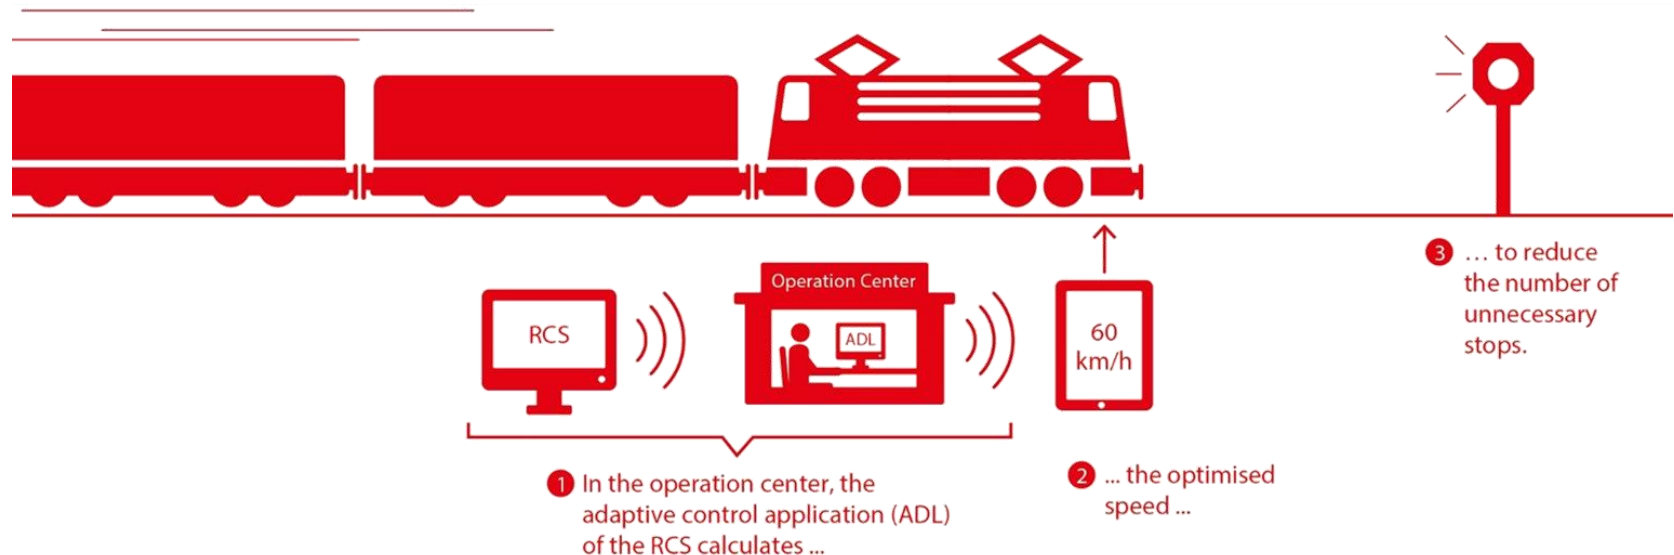 Operation Center
RCS
ADL
60
km/h
1 In the operation center, the
adaptive control application (ADL)
of the RCS calculates ...
2 ... the optimised
speed ...
3 ... to reduce
the number of
unnecessary
stops.